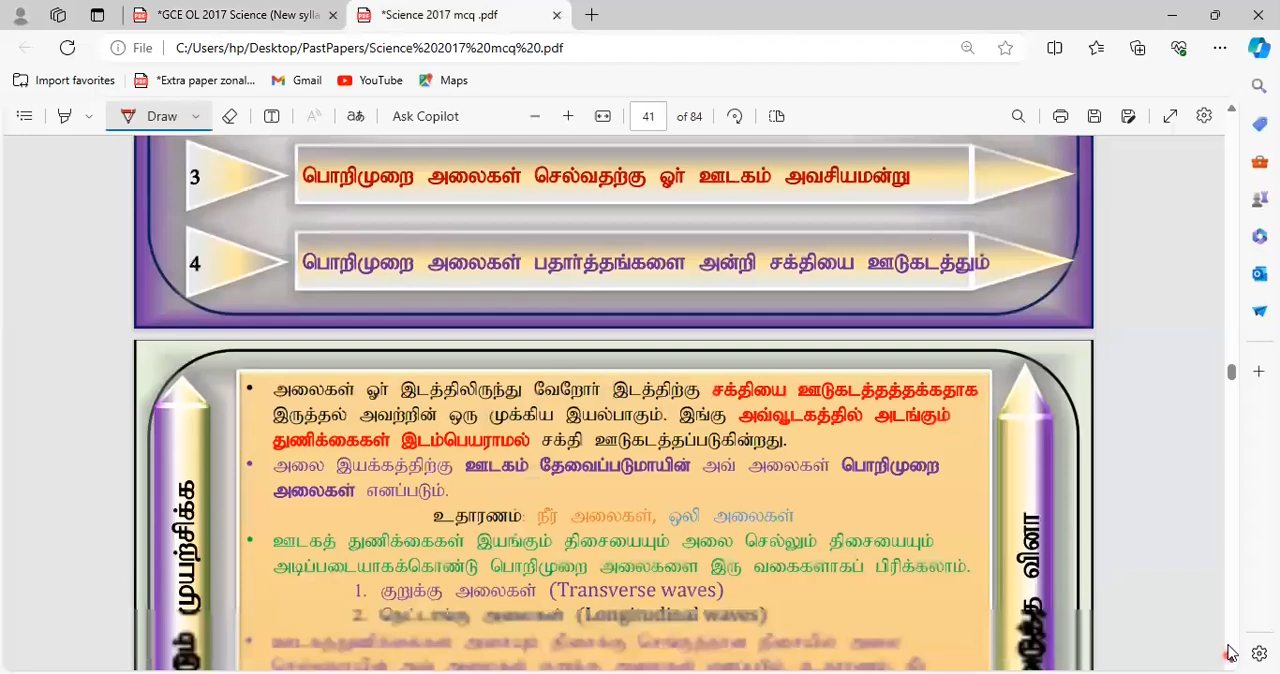 *GCE OL 2017 Science (New sylla
*Science 2017 mcq .pdf
File
C:/Users/hp/Desktop/PastPapers/Science%202017%20mcq%20.pdf
Import favorites
*Extra paper zonal...
Gmail
YouTube
Maps
Draw
Ask Copilot
41 of 84
3 பொறிமுறை அலைகள் செல்வதற்கு ஓர் ஊடகம் அவசியமன்று
4 பொறிமுறை அலைகள் பதார்த்தங்களை அன்றி சக்தியை ஊடுகடத்தும்
• அலைகள் ஓர் இடத்திலிருந்து வேறோர் இடத்திற்கு சக்தியை ஊடுகடத்தத்தக்கதாக
இருத்தல் அவற்றின் ஒரு முக்கிய இயல்பாகும். இங்கு அவ்வூடகத்தில் அடங்கும்
துணிக்கைகள் இடம்பெயராமல் சக்தி ஊடுகடத்தப்படுகின்றது.
• அலை இயக்கத்திற்கு ஊடகம் தேவைப்படுமாயின் அவ் அலைகள் பொறிமுறை
அலைகள் எனப்படும்.
உதாரணம்: நீர் அலைகள், ஒலி அலைகள்
• ஊடகத் துணிக்கைகள் இயங்கும் திசையையும் அலை செல்லும் திசையையும்
அடிப்படையாகக்கொண்டு பொறிமுறை அலைகளை இரு வகைகளாகப் பிரிக்கலாம்.
1. குறுக்கு அலைகள் (Transverse waves)
2. நெட்டாங்கு அலைகள் (Longitudinal waves)
முயற்சிக்க
வினா